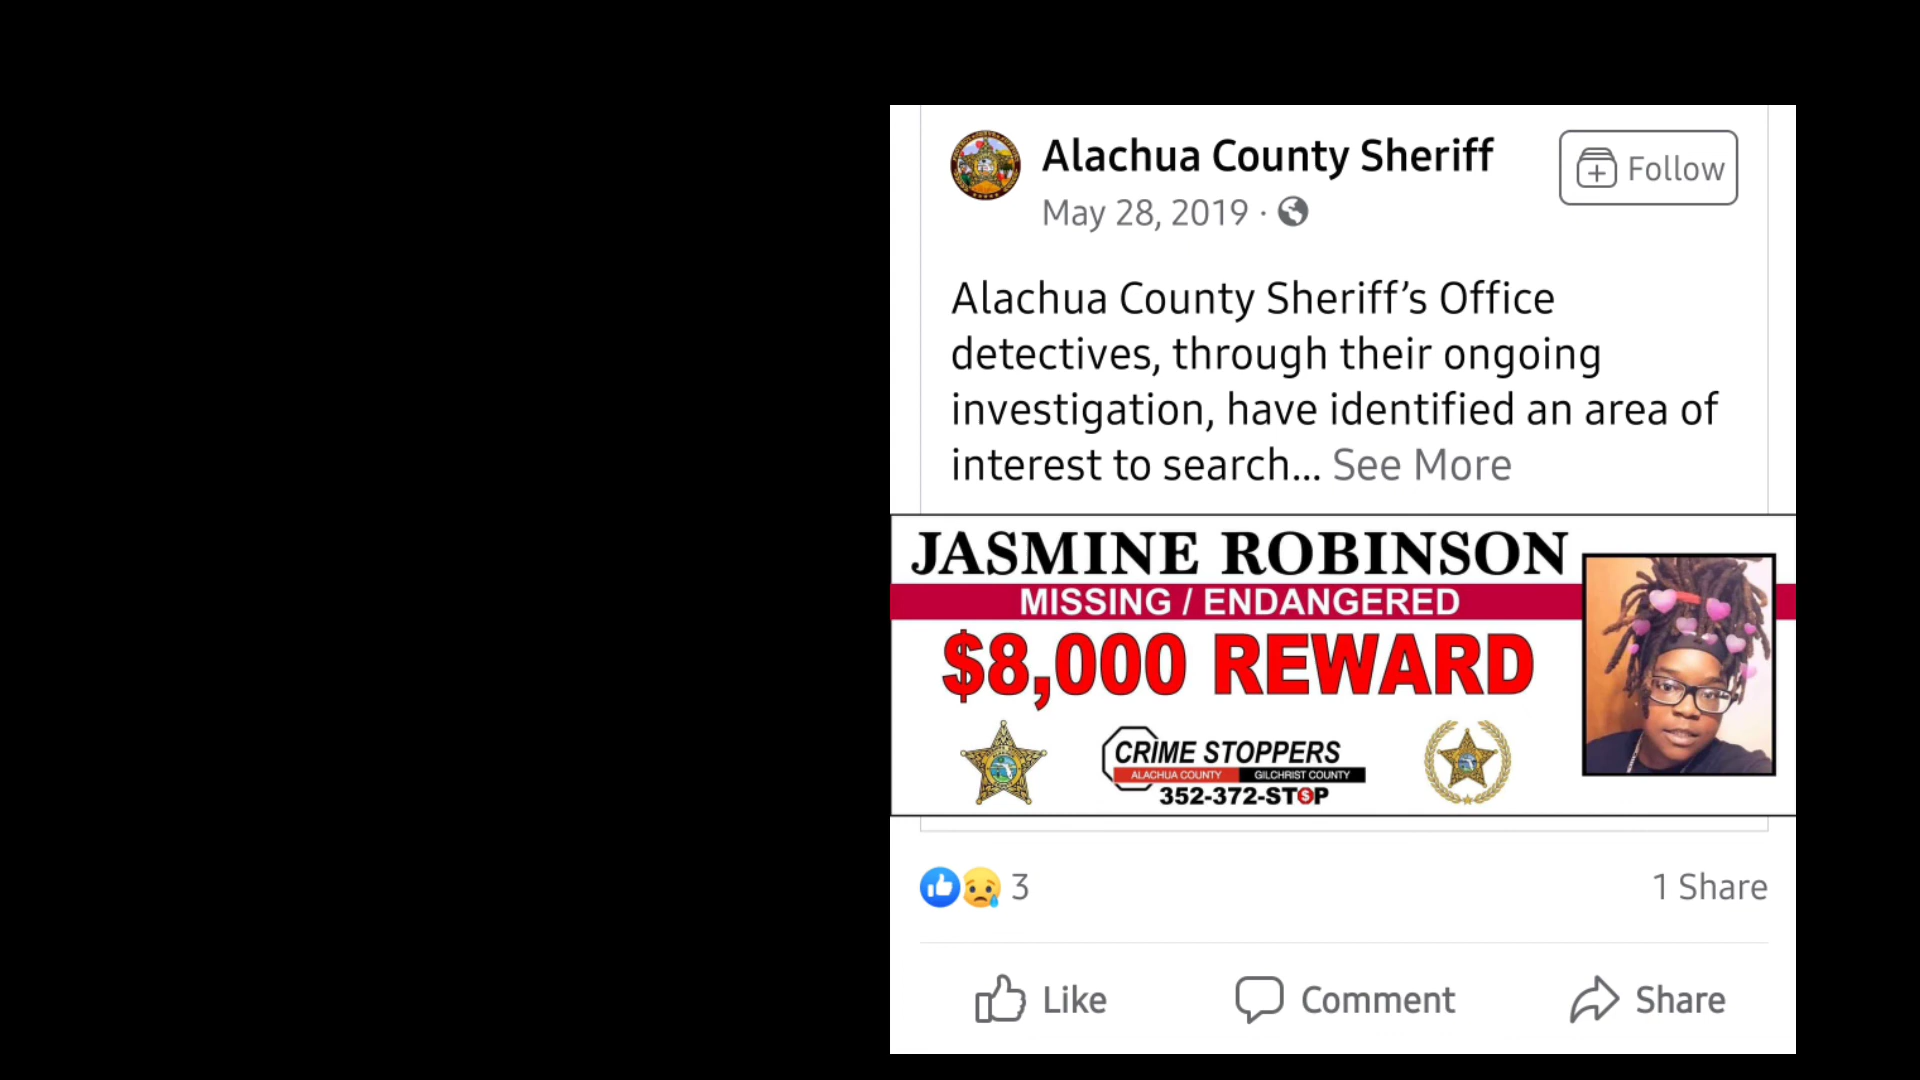 Alachua County Sheriff
Follow
May 28, 2019 ·
Alachua County Sheriff’s Office
detectives, through their ongoing
investigation, have identified an area of
interest to search... See More
JASMINE ROBINSON
MISSING / ENDANGERED
$8,000 REWARD
CRIME STOPPERS
ALACHUA COUNTY GILCHRIST COUNTY
352-372-ST$P
3
1 Share
Like
Comment
Share